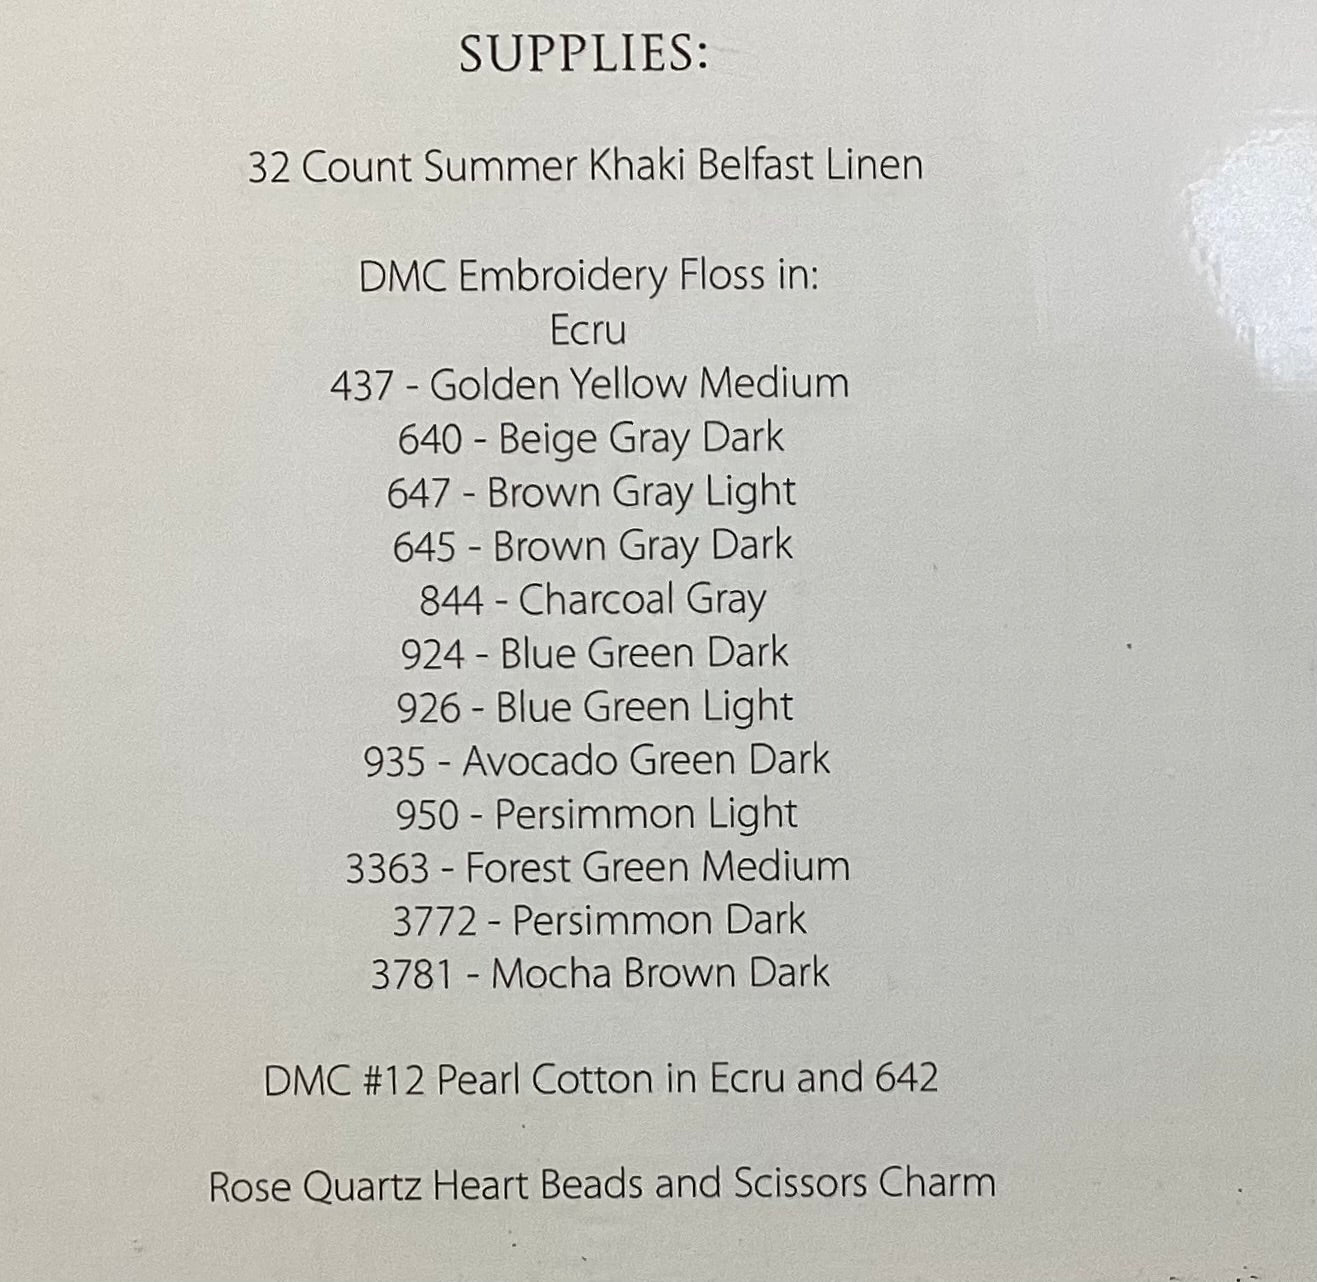 SUPPLIES:
32 Count Summer Khaki Belfast Linen
DMC Embroidery Floss in:
Ecru
437 - Golden Yellow Medium
640 - Beige Gray Dark
647 - Brown Gray Light
645 - Brown Gray Dark
844 - Charcoal Gray
924 - Blue Green Dark
926 - Blue Green Light
935 - Avocado Green Dark
950 - Persimmon Light
3363 - Forest Green Medium
3772 - Persimmon Dark
3781 - Mocha Brown Dark
DMC #12 Pearl Cotton in Ecru and 642
Rose Quartz Heart Beads and Scissors Charm